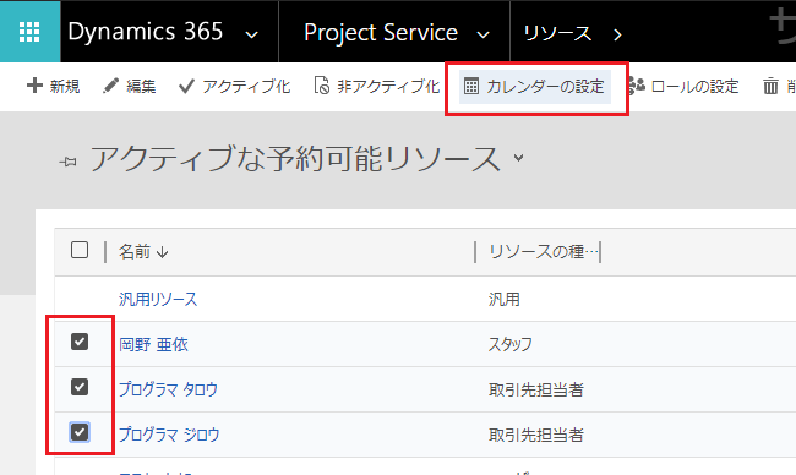 Dynamics 365 Project Service リソース
新規 編集 アクティブ化 非アクティブ化 カレンダーの設定 ロールの設定
アクティブな予約可能リソース
名前 リソースの種…
汎用リソース 汎用
岡野 亜依 スタッフ
プログラマ タロウ 取引先担当者
プログラマ ジロウ 取引先担当者